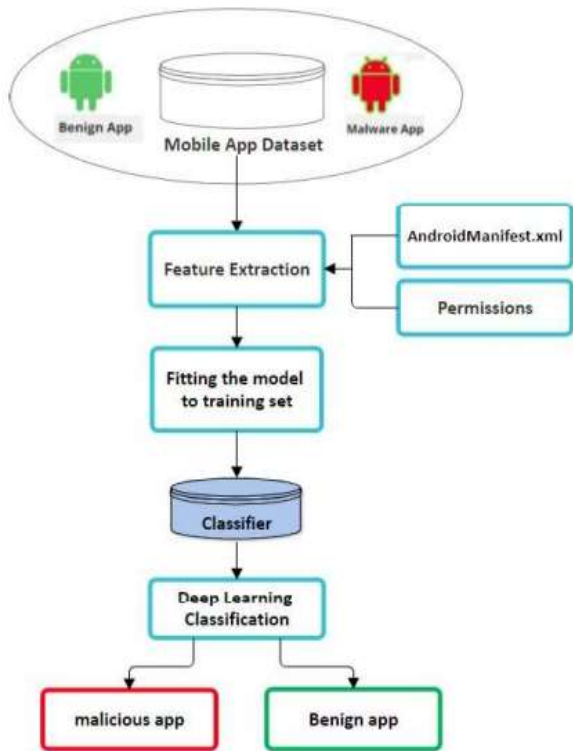 Benign App
Malware App
Mobile App Dataset
Feature Extraction
AndroidManifest.xml
Permissions
Fitting the model
to training set
Classifier
Deep Learning
Classification
malicious app
Benign app